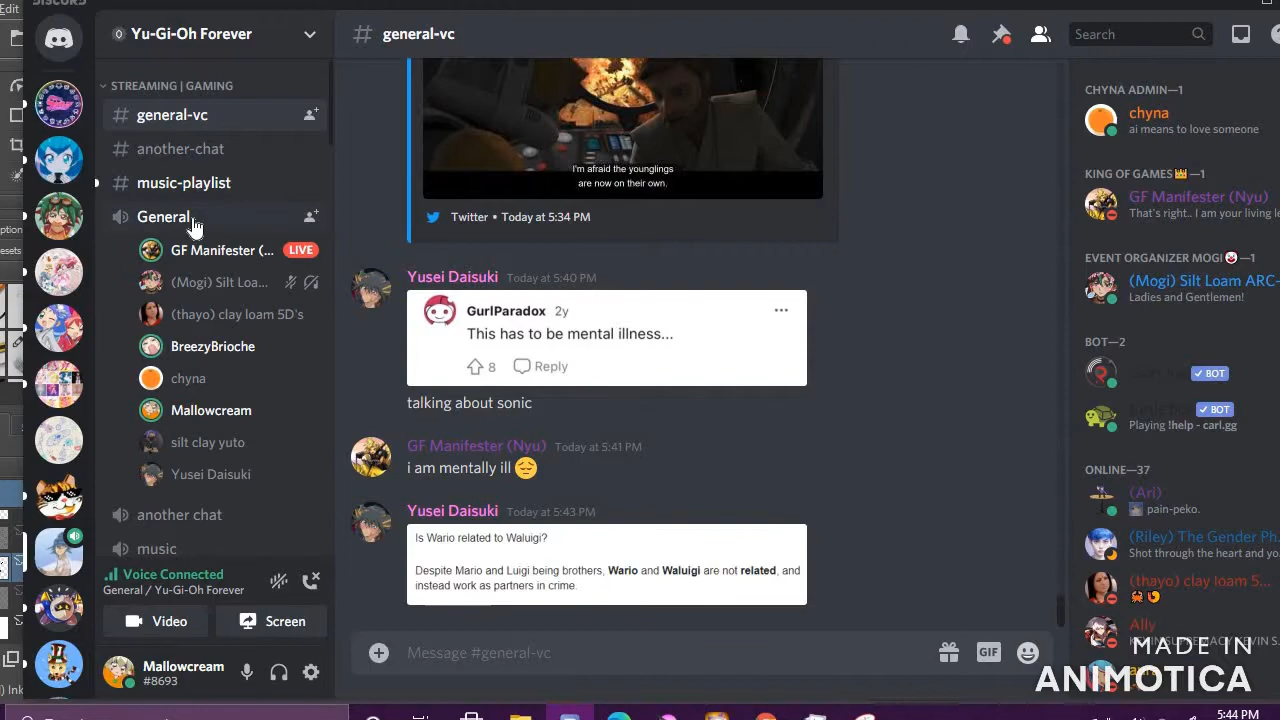 Edit
Yu-Gi-Oh Forever
STREAMING | GAMING
# general-vc
# another-chat
# music-playlist
General
GF Manifester (... LIVE
(Mogi) Silt Loa...
(thayo) clay loam 5D's
BreezyBrioche
chyna
Mallowcream
silt clay yuto
Yusei Daisuki
another chat
music
Voice Connected
General / Yu-Gi-Oh Forever
Video
Screen
Mallowcream
#8693
# general-vc
Search
I'm afraid the younglings
are now on their own.
Twitter • Today at 5:34 PM
Yusei Daisuki Today at 5:40 PM
GurlParadox 2y
This has to be mental illness...
8 Reply
talking about sonic
GF Manifester (Nyu) Today at 5:41 PM
i am mentally ill 😔
Yusei Daisuki Today at 5:43 PM
Is Wario related to Waluigi?
Despite Mario and Luigi being brothers, Wario and Waluigi are not related, and
instead work as partners in crime.
Message #general-vc
GIF
CHYNA ADMIN—1
chyna
ai means to love someone
KING OF GAMES 👑—1
GF Manifester (Nyu)
That's right.. I am your living le
EVENT ORGANIZER MOGI🤡—1
(Mogi) Silt Loam ARC-
Ladies and Gentlemen!
BOT—2
✓ BOT
✓ BOT
Playing !help - carl.gg
ONLINE—37
(Ari)
pain-peko.
(Riley) The Gender Ph...
Shot through the heart and yo
(thayo) clay loam 5...
Ally
MADE IN
ANIMOTICA
5:44 PM